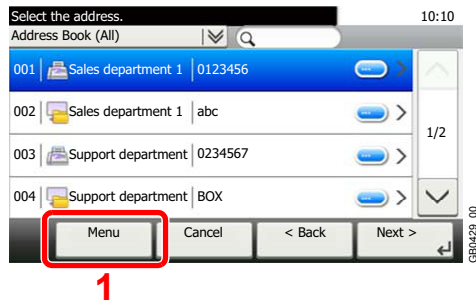 Select the address. 10:10
Address Book (All)
001 Sales department 1 0123456
002 Sales department 1 abc
1/2
003 Support department 0234567
004 Support department BOX
Menu Cancel < Back Next >
1
GB0429_00